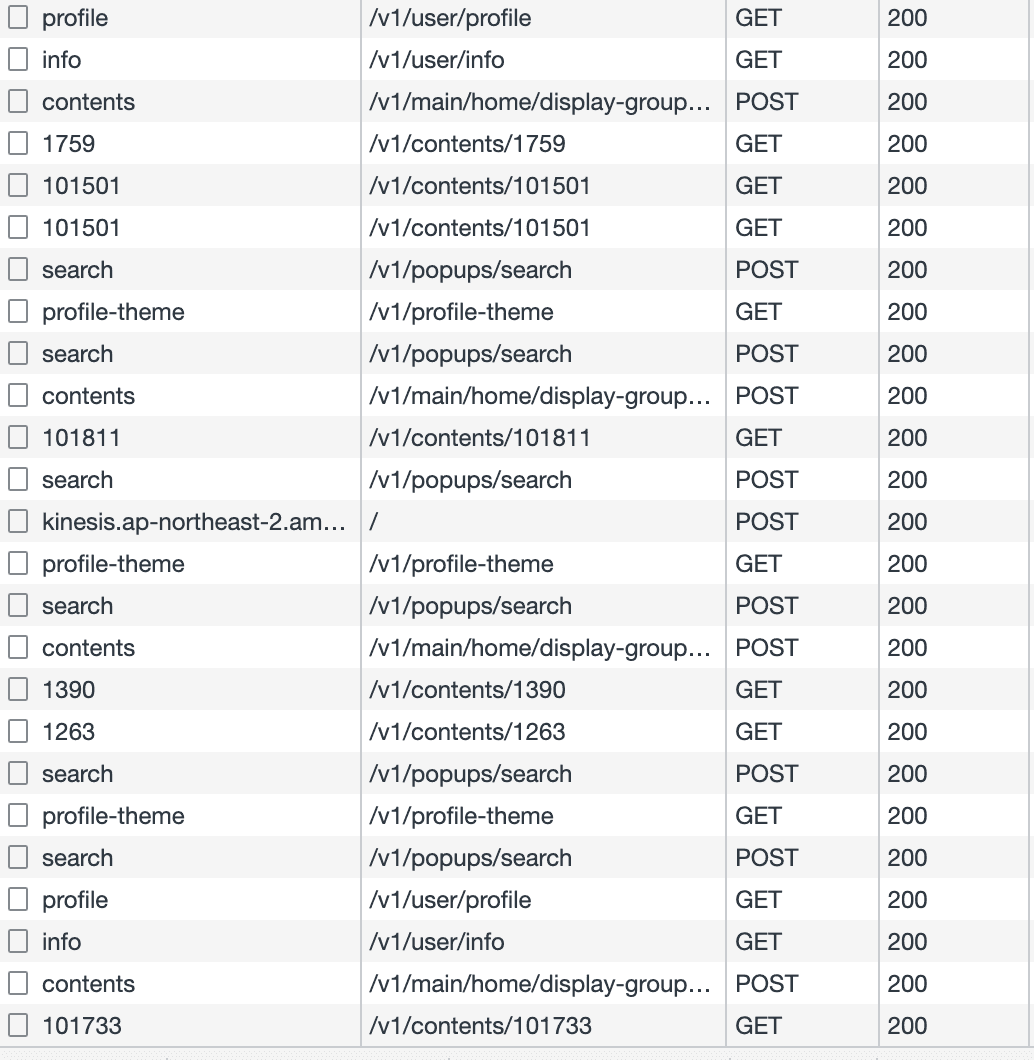 profile /v1/user/profile GET 200
info /v1/user/info GET 200
contents /v1/main/home/display-group... POST 200
1759 /v1/contents/1759 GET 200
101501 /v1/contents/101501 GET 200
101501 /v1/contents/101501 GET 200
search /v1/popups/search POST 200
profile-theme /v1/profile-theme GET 200
search /v1/popups/search POST 200
contents /v1/main/home/display-group... POST 200
101811 /v1/contents/101811 GET 200
search /v1/popups/search POST 200
kinesis.ap-northeast-2.am... / POST 200
profile-theme /v1/profile-theme GET 200
search /v1/popups/search POST 200
contents /v1/main/home/display-group... POST 200
1390 /v1/contents/1390 GET 200
1263 /v1/contents/1263 GET 200
search /v1/popups/search POST 200
profile-theme /v1/profile-theme GET 200
search /v1/popups/search POST 200
profile /v1/user/profile GET 200
info /v1/user/info GET 200
contents /v1/main/home/display-group... POST 200
101733 /v1/contents/101733 GET 200